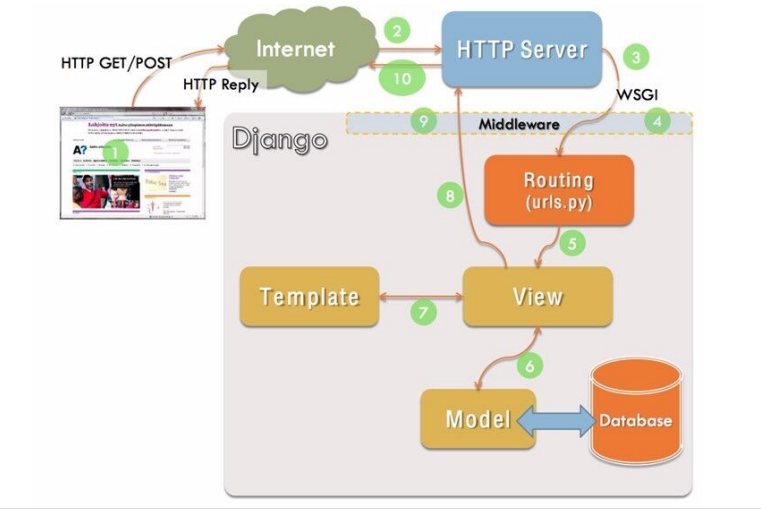 HTTP GET/POST
Internet
2
HTTP Server
3
10
HTTP Reply
WSGI
1
A?
9
Middleware
4
Django
Routing
(urls.py)
8
5
Template
7
View
6
Model
Database